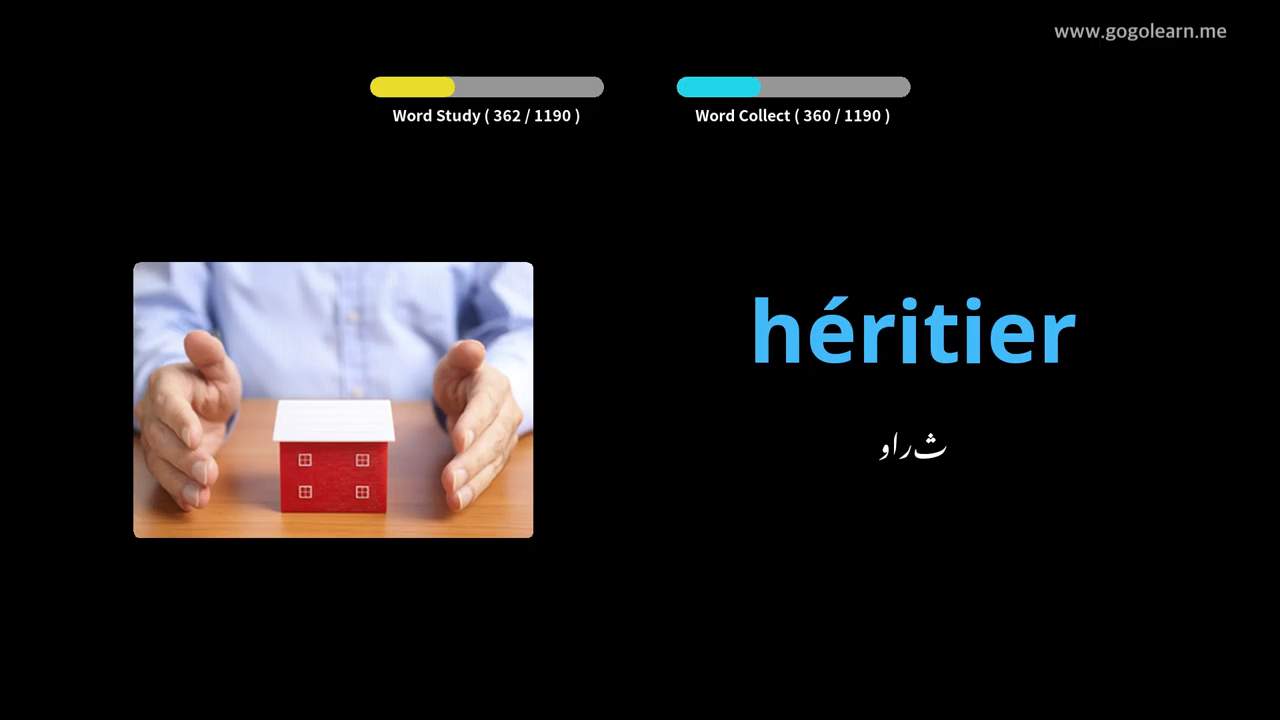 www.gogolearn.me
Word Study ( 362 / 1190 )
Word Collect ( 360 / 1190 )
héritier
ثراو